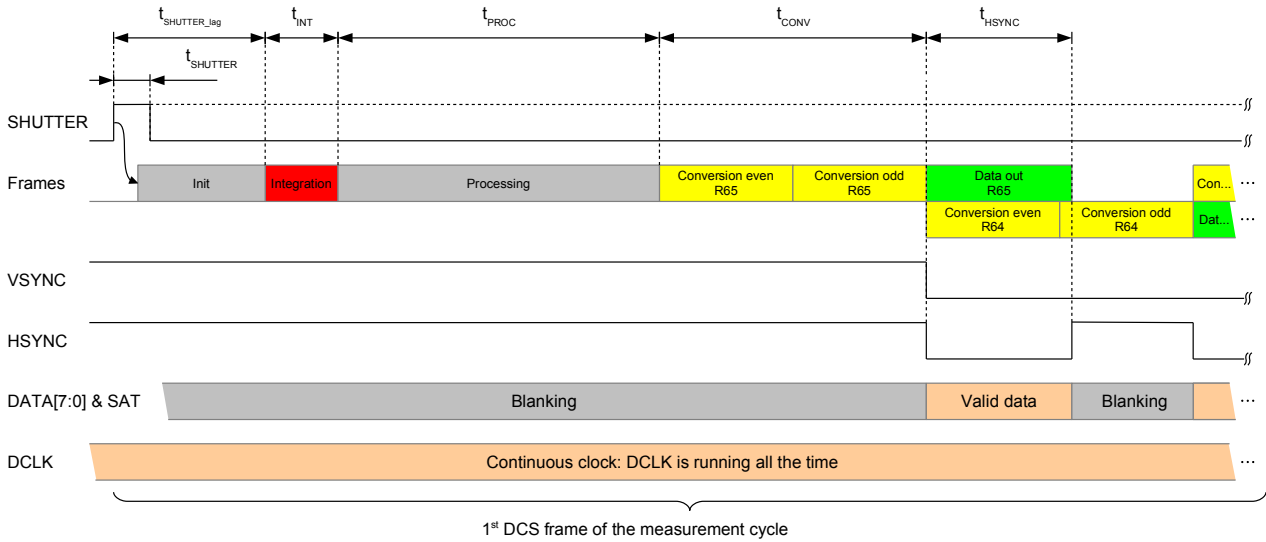 tSHUTTER_lag tINT tPROC tCONV tHSYNC
tSHUTTER
SHUTTER
Frames Init Integration Processing Conversion even R65 Conversion odd R65 Data out R65 Con... ...
Conversion even R64 Conversion odd R64 Dat... ...
VSYNC
HSYNC
DATA[7:0] & SAT Blanking Valid data Blanking ...
DCLK Continuous clock: DCLK is running all the time ...
1st DCS frame of the measurement cycle